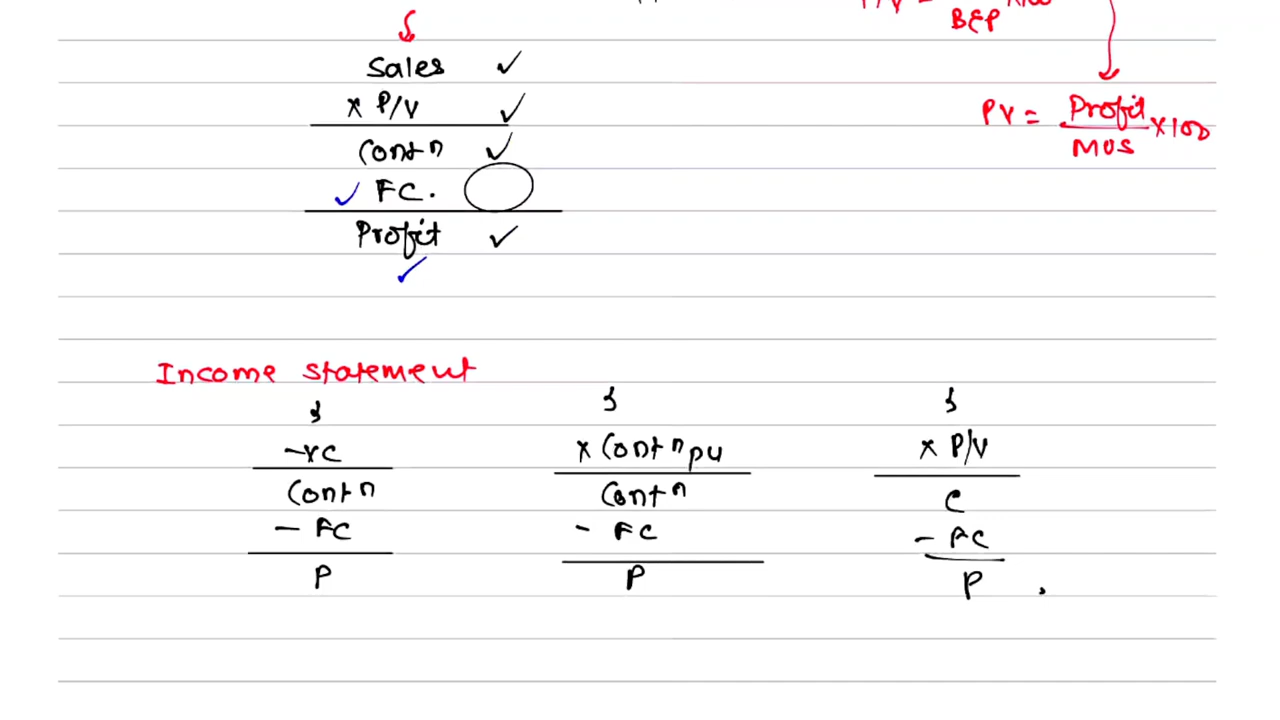 BEP
Sales ✓
x P/V ✓
Contn ✓
✓ FC.
Profit ✓
✓
PV = Profit x100
MOS
Income statement
-VC x Contn pu x P/V
Contn Contn C
- FC - FC - FC
P P P